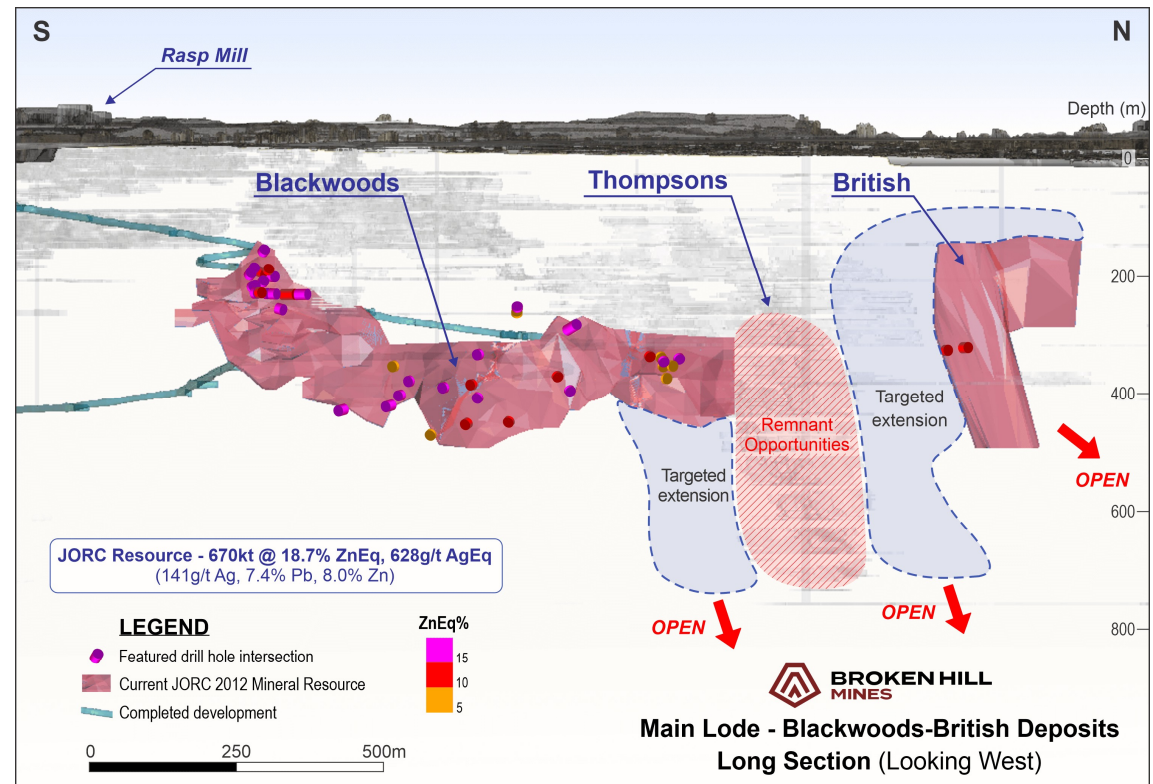 S
N
Rasp Mill
Depth (m)
0
Blackwoods
Thompsons
British
200
400
Targeted
extension
Remnant
Opportunities
Targeted
extension
OPEN
600
JORC Resource - 670kt @ 18.7% ZnEq, 628g/t AgEq
(141g/t Ag, 7.4% Pb, 8.0% Zn)
OPEN
OPEN
800
LEGEND
Featured drill hole intersection
Current JORC 2012 Mineral Resource
Completed development
ZnEq%
15
10
5
BROKEN HILL
MINES
Main Lode - Blackwoods-British Deposits
Long Section (Looking West)
0
250
500m